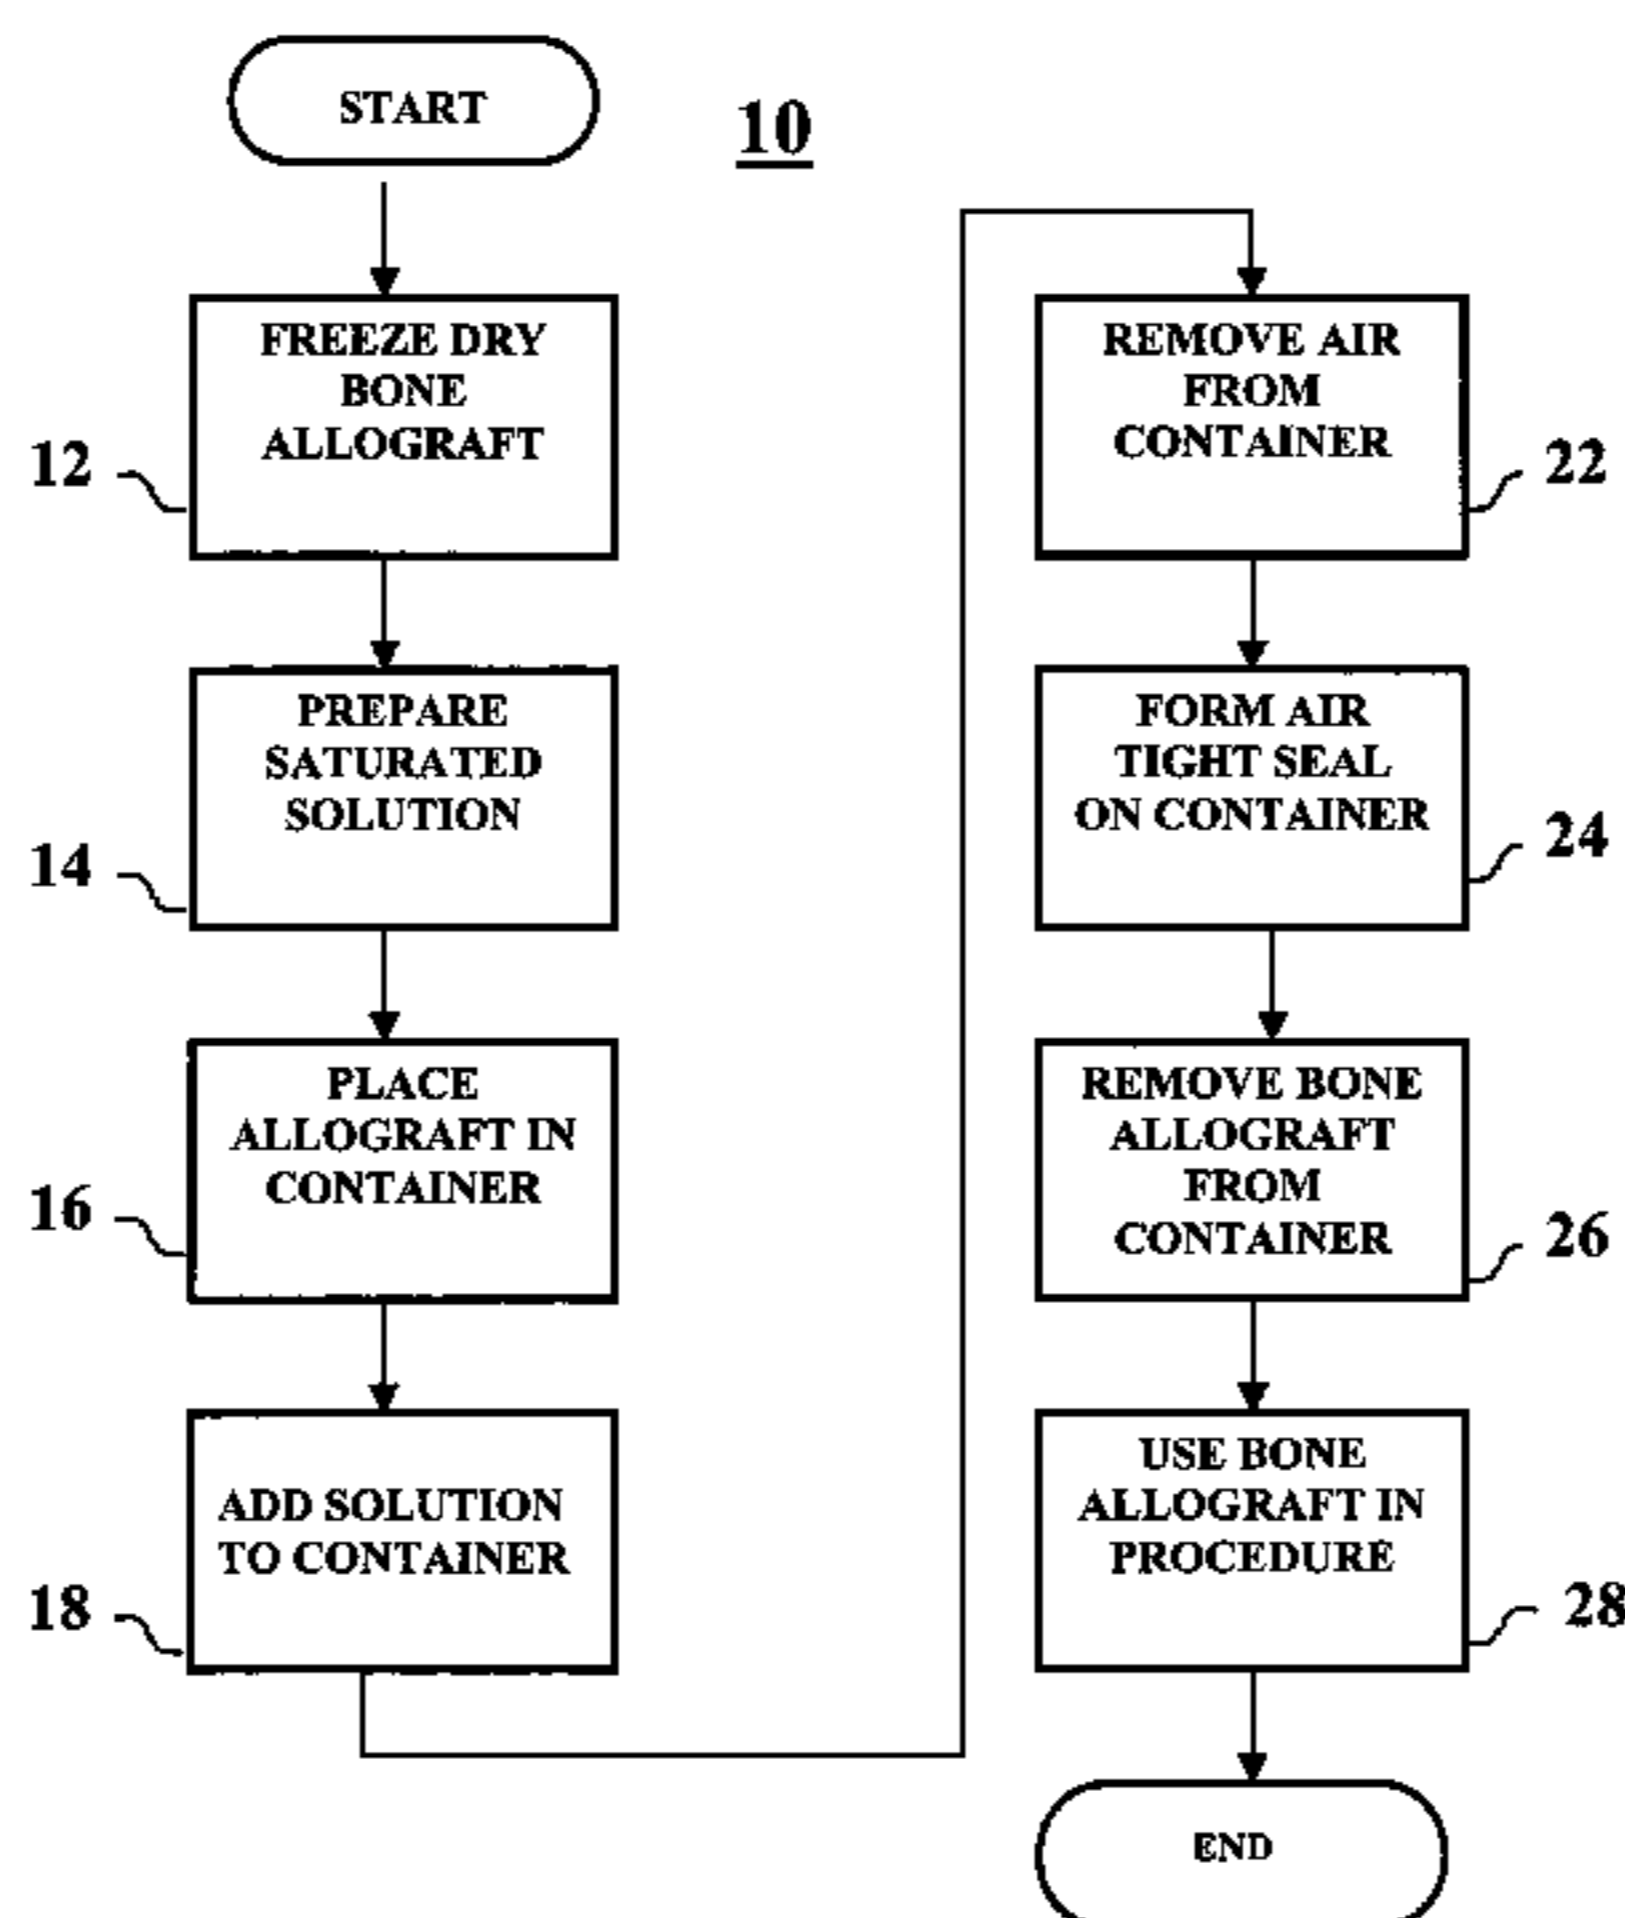 START
10
FREEZE DRY
BONE
ALLOGRAFT
12
PREPARE
SATURATED
SOLUTION
14
PLACE
ALLOGRAFT IN
CONTAINER
16
ADD SOLUTION
TO CONTAINER
18
REMOVE AIR
FROM
CONTAINER
22
FORM AIR
TIGHT SEAL
ON CONTAINER
24
REMOVE BONE
ALLOGRAFT
FROM
CONTAINER
26
USE BONE
ALLOGRAFT IN
PROCEDURE
28
END